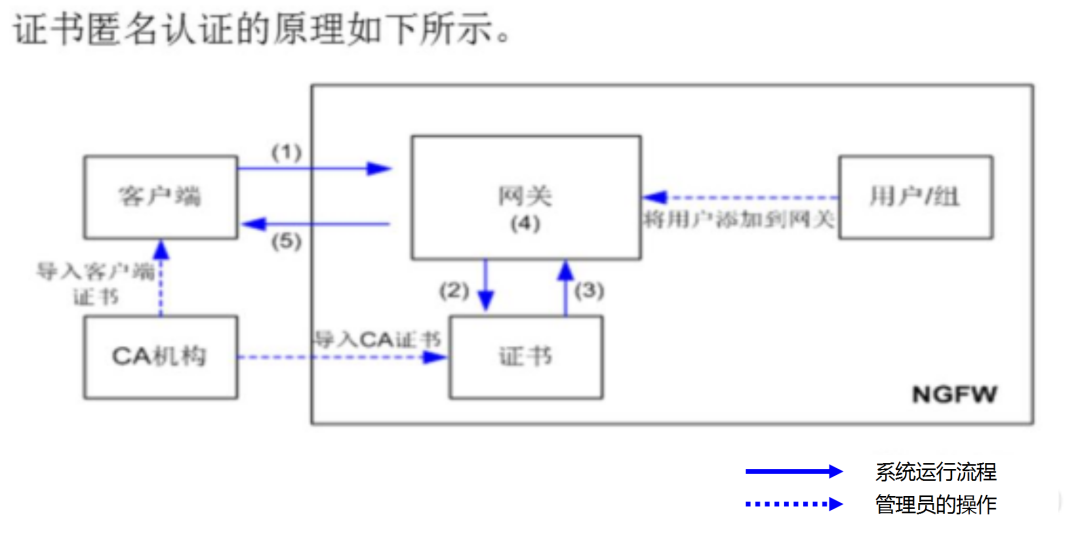 证书匿名认证的原理如下所示。
(1)
客户端
网关
(4)
用户/组
将用户添加到网关
(5)
导入客户端
证书
(2)
(3)
CA机构
导入CA证书
证书
NGFW
系统运行流程
管理员的操作